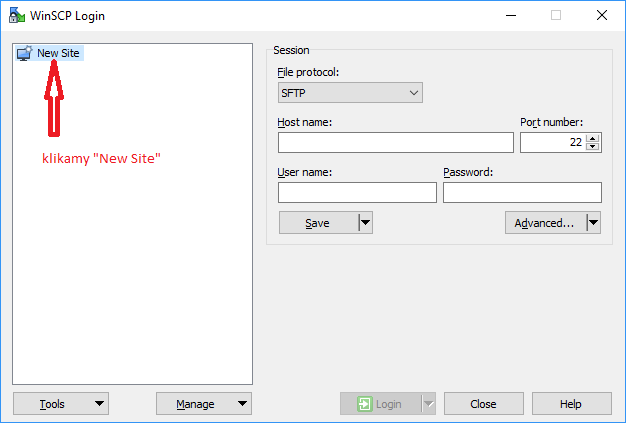 WinSCP Login
New Site
klikamy "New Site"
Session
File protocol:
SFTP
Host name:
Port number:
22
User name:
Password:
Save
Advanced...
Tools
Manage
Login
Close
Help